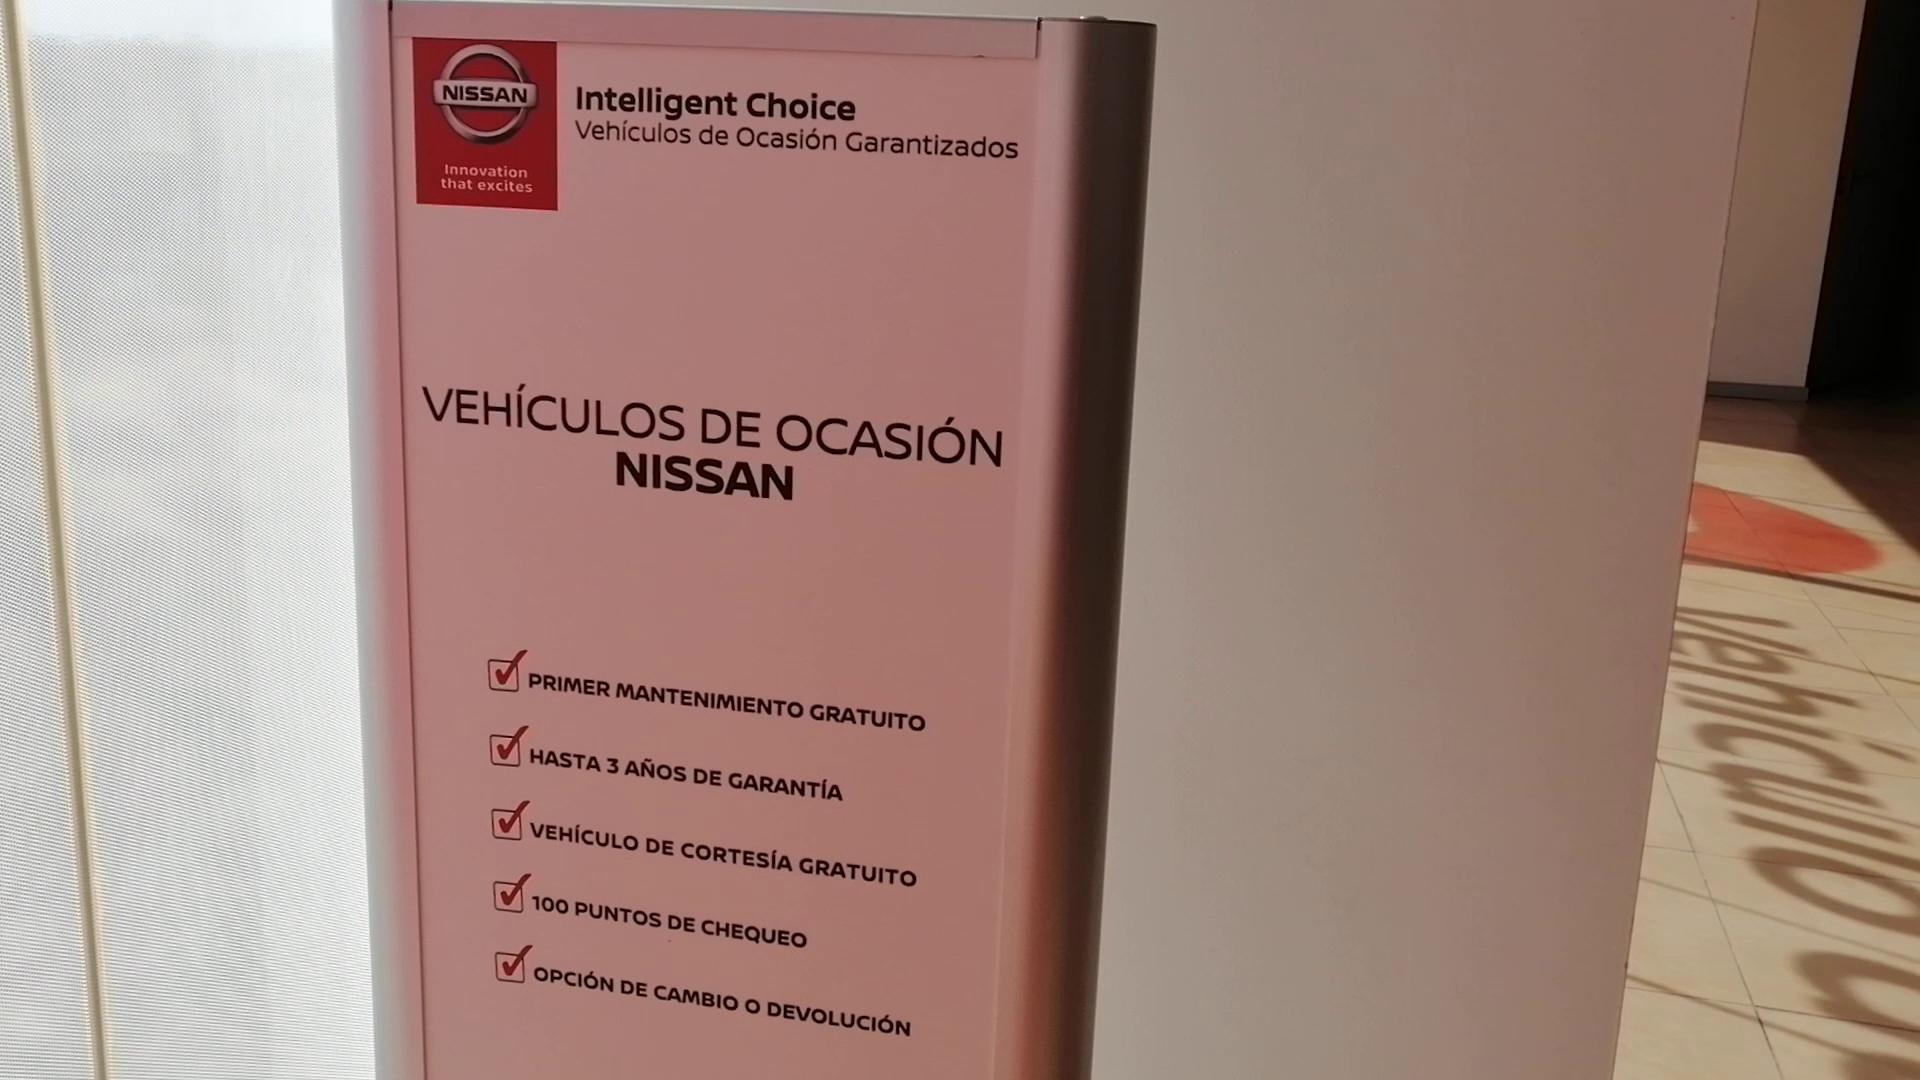 NISSAN
Innovation
that excites
Intelligent Choice
Vehículos de Ocasión Garantizados
VEHÍCULOS DE OCASIÓN
NISSAN
PRIMER MANTENIMIENTO GRATUITO
HASTA 3 AÑOS DE GARANTÍA
VEHÍCULO DE CORTESÍA GRATUITO
100 PUNTOS DE CHEQUEO
OPCIÓN DE CAMBIO O DEVOLUCIÓN